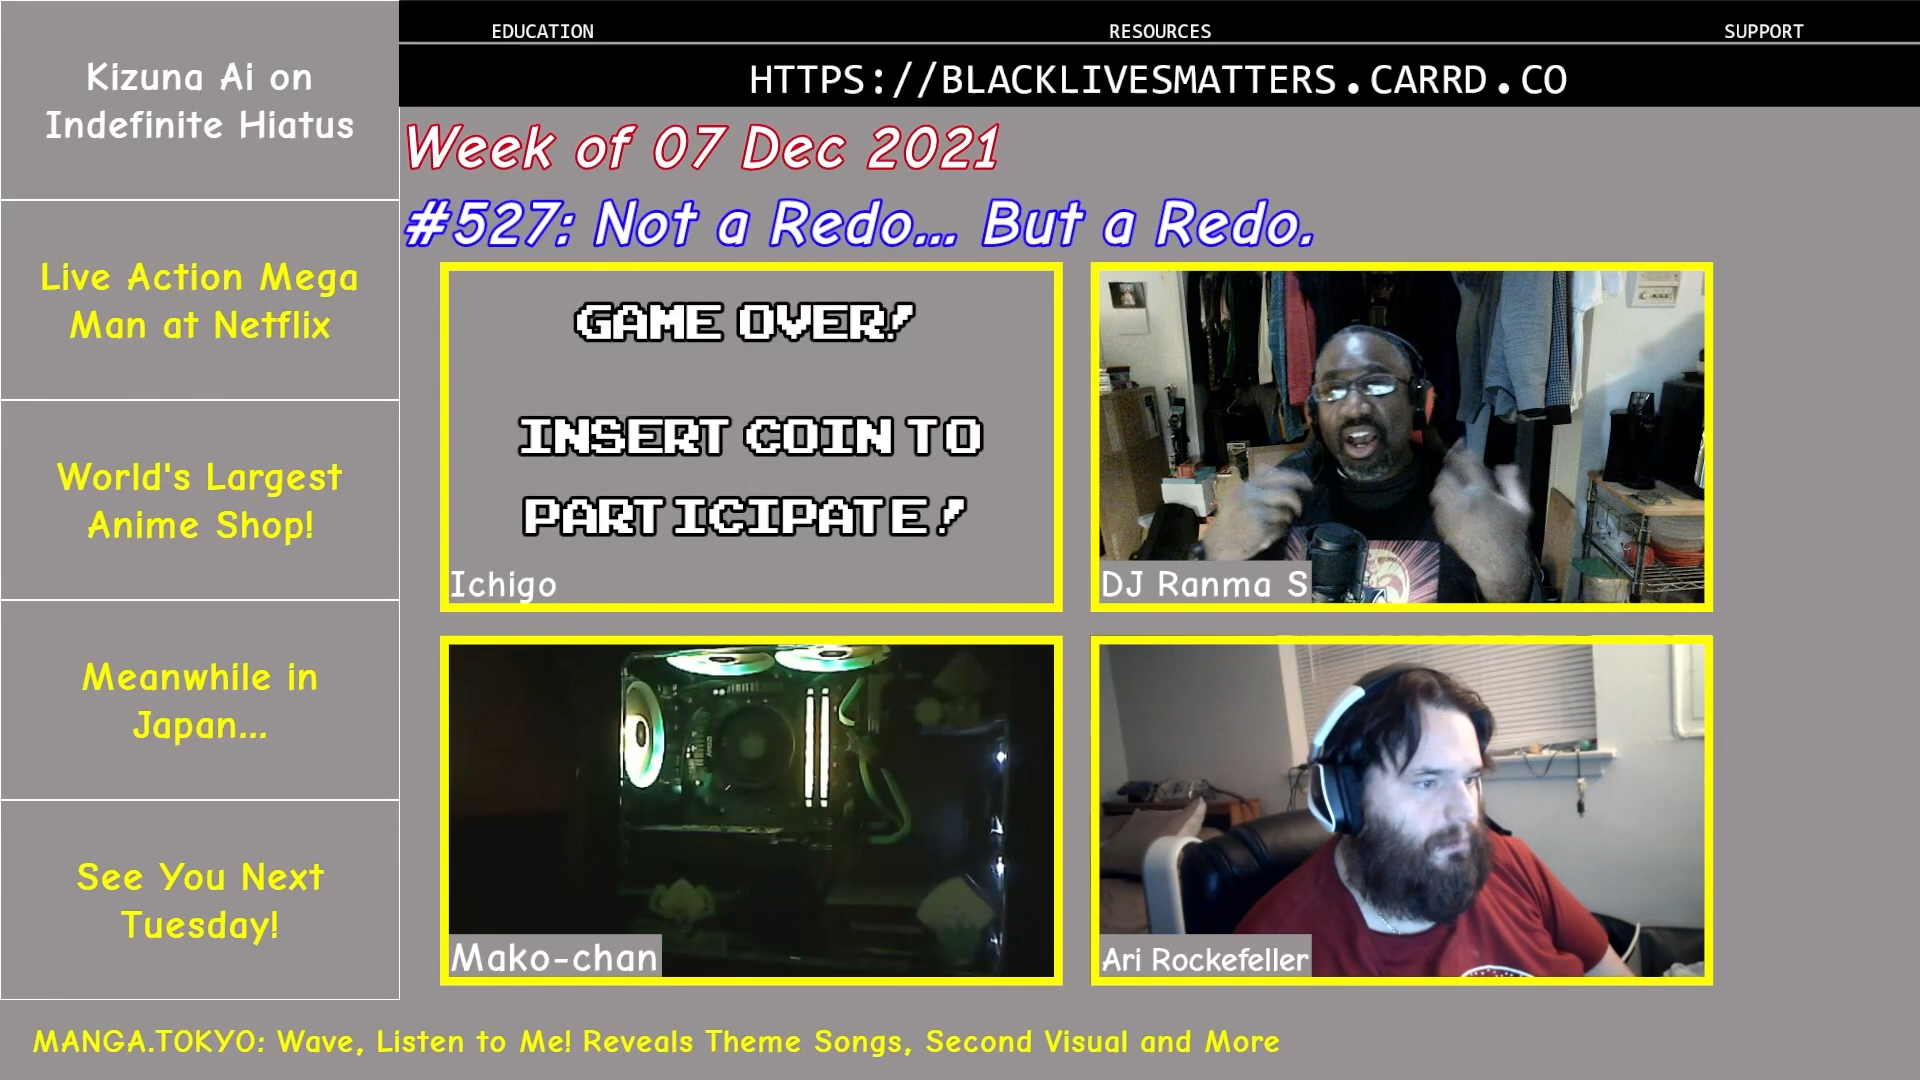 Kizuna Ai on
Indefinite Hiatus
Live Action Mega
Man at Netflix
World's Largest
Anime Shop!
Meanwhile in
Japan...
See You Next
Tuesday!
EDUCATION
RESOURCES
SUPPORT
HTTPS://BLACKLIVESMATTERS.CARRD.CO
Week of 07 Dec 2021
#527: Not a Redo... But a Redo.
GAME OVER!
INSERT COIN TO
PARTICIPATE!
Ichigo
DJ Ranma S
Mako-chan
Ari Rockefeller
MANGA.TOKYO: Wave, Listen to Me! Reveals Theme Songs, Second Visual and More